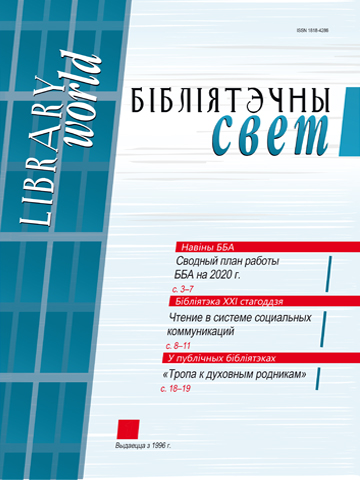 ISSN 1818-4288
LIBRARY
world
БІБЛІЯТЭЧНЫ
свет
Навіны ББА
Сводный план работы
ББА на 2020 г.
с. 3–7
Бібліятэка XXI стагоддзя
Чтение в системе социальных
коммуникаций
с. 8–11
У публічных бібліятэках
«Тропа к духовным родникам»
с. 18–19
Выдаецца з 1996 г.